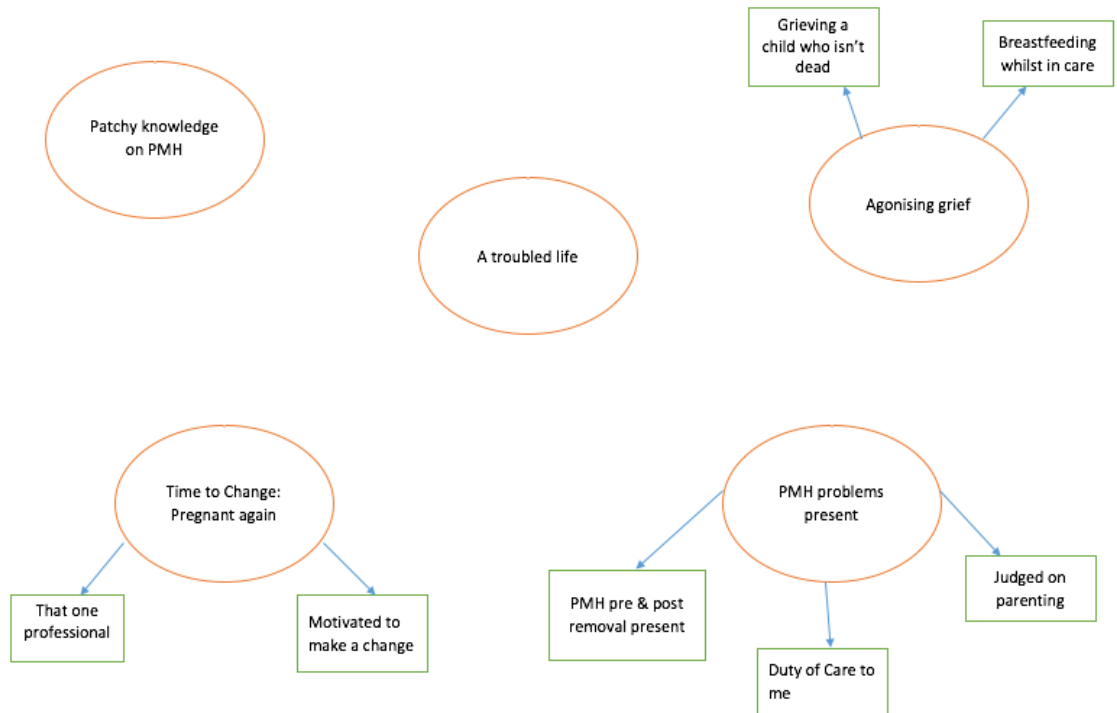 Grieving a
child who isn't
dead
Breastfeeding
whilst in care
Patchy knowledge
on PMH
Agonising grief
A troubled life
Time to Change:
Pregnant again
PMH problems
present
That one
professional
Motivated to
make a change
PMH pre & post
removal present
Judged on
parenting
Duty of Care to
me